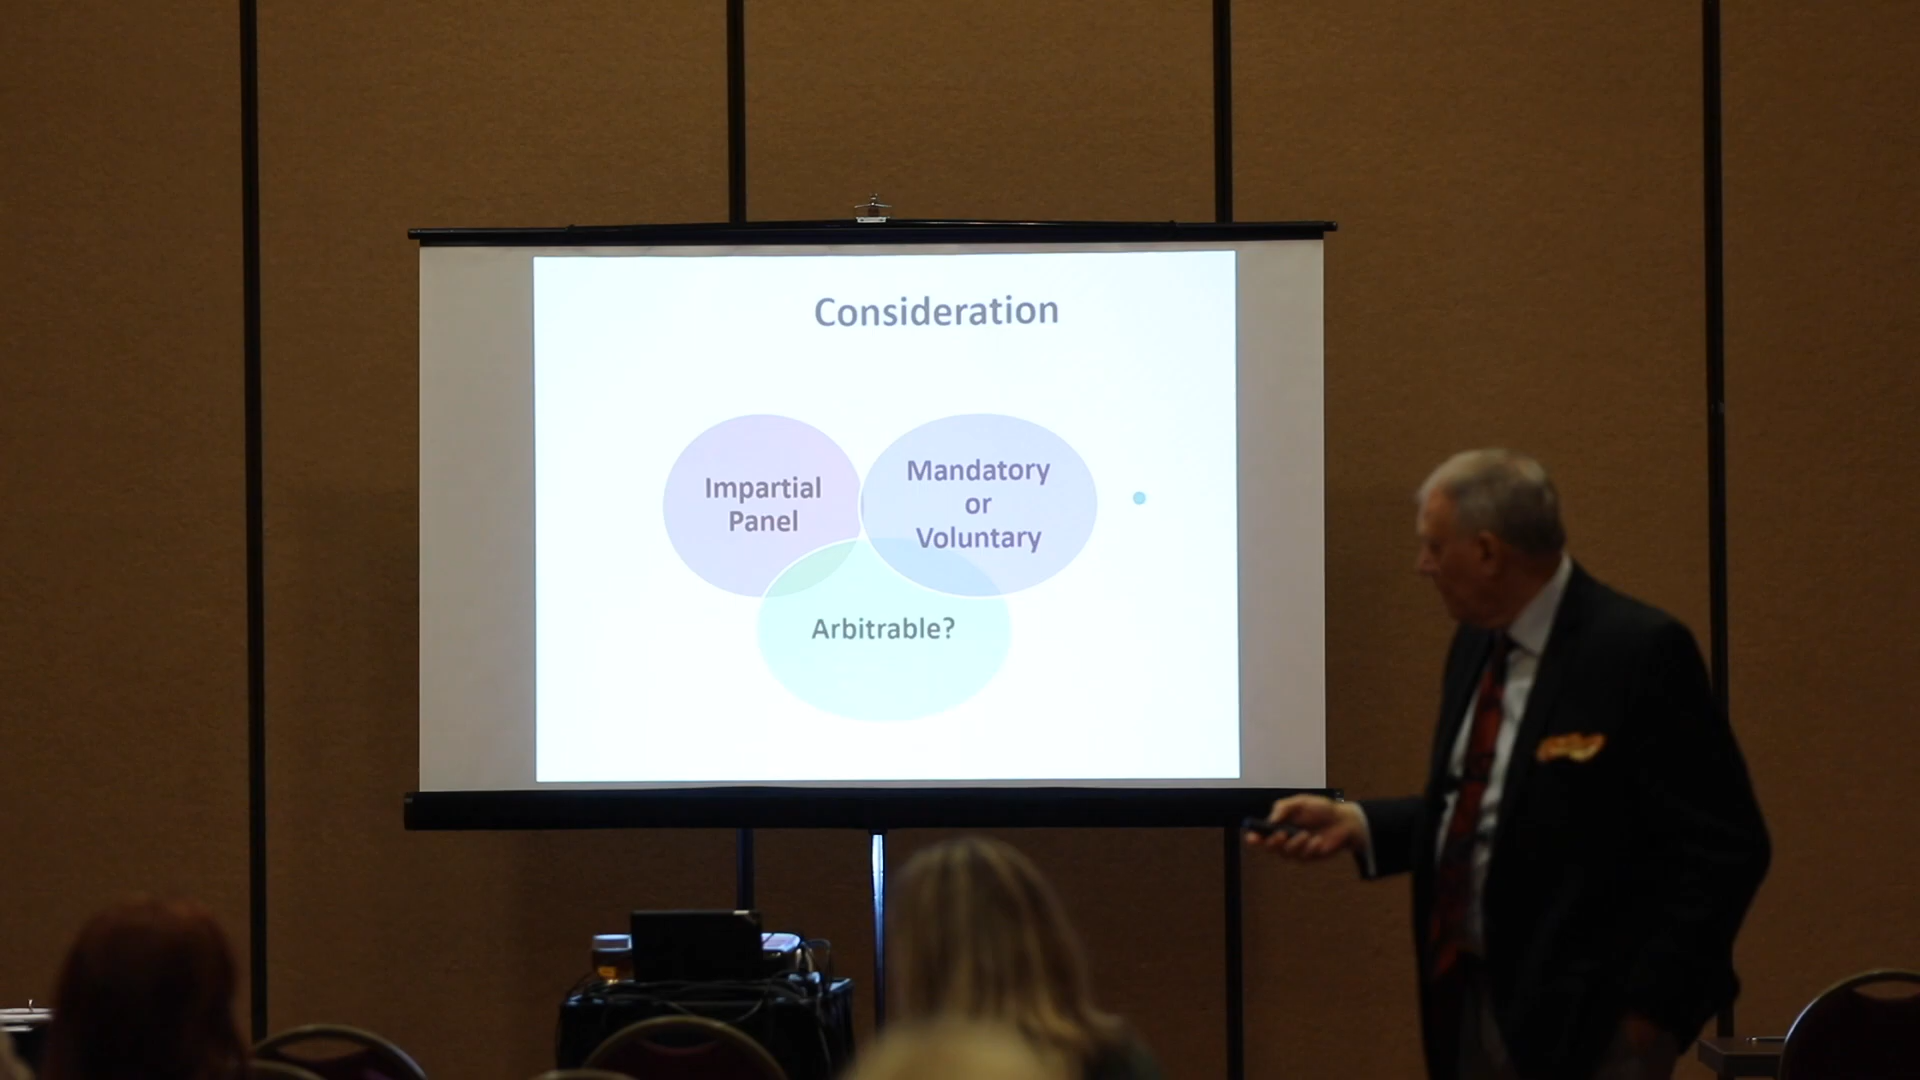 Consideration
Impartial
Panel
Mandatory
or
Voluntary
Arbitrable?